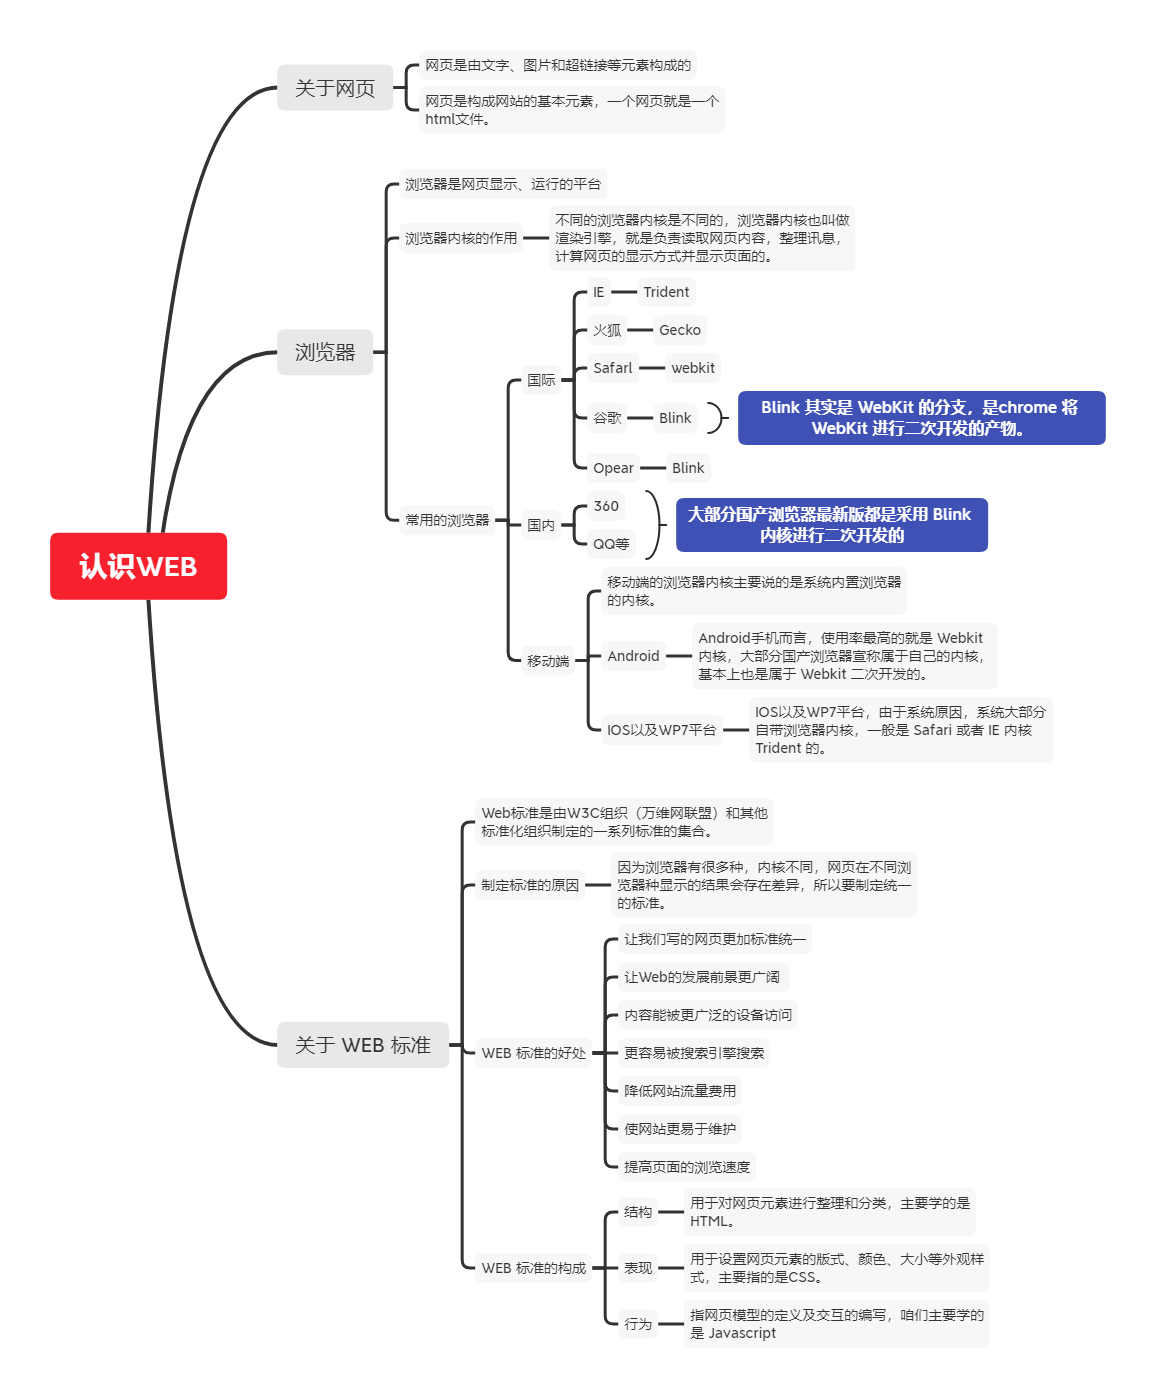 认识WEB
关于网页
网页是由文字、图片和超链接等元素构成的
网页是构成网站的基本元素，一个网页就是一个
html文件。
浏览器
浏览器是网页显示、运行的平台
浏览器内核的作用
不同的浏览器内核是不同的，浏览器内核也叫做
渲染引擎，就是负责读取网页内容，整理讯息，
计算网页的显示方式并显示页面的。
常用的浏览器
国际
IE
Trident
火狐
Gecko
Safarl
webkit
谷歌
Blink
Blink 其实是 WebKit 的分支，是chrome 将
WebKit 进行二次开发的产物。
Opear
Blink
国内
360
QQ等
大部分国产浏览器最新版都是采用 Blink
内核进行二次开发的
移动端
移动端的浏览器内核主要说的是系统内置浏览器
的内核。
Android
Android手机而言，使用率最高的就是 Webkit
内核，大部分国产浏览器宣称属于自己的内核，
基本上也是属于 Webkit 二次开发的。
IOS以及WP7平台
IOS以及WP7平台，由于系统原因，系统大部分
自带浏览器内核，一般是 Safari 或者 IE 内核
Trident 的。
关于 WEB 标准
Web标准是由W3C组织（万维网联盟）和其他
标准化组织制定的一系列标准的集合。
制定标准的原因
因为浏览器有很多种，内核不同，网页在不同浏
览器种显示的结果会存在差异，所以要制定统一
的标准。
WEB 标准的好处
让我们写的网页更加标准统一
让Web的发展前景更广阔
内容能被更广泛的设备访问
更容易被搜索引擎搜索
降低网站流量费用
使网站更易于维护
提高页面的浏览速度
WEB 标准的构成
结构
用于对网页元素进行整理和分类，主要学的是
HTML。
表现
用于设置网页元素的版式、颜色、大小等外观样
式，主要指的是CSS。
行为
指网页模型的定义及交互的编写，咱们主要学的
是 Javascript